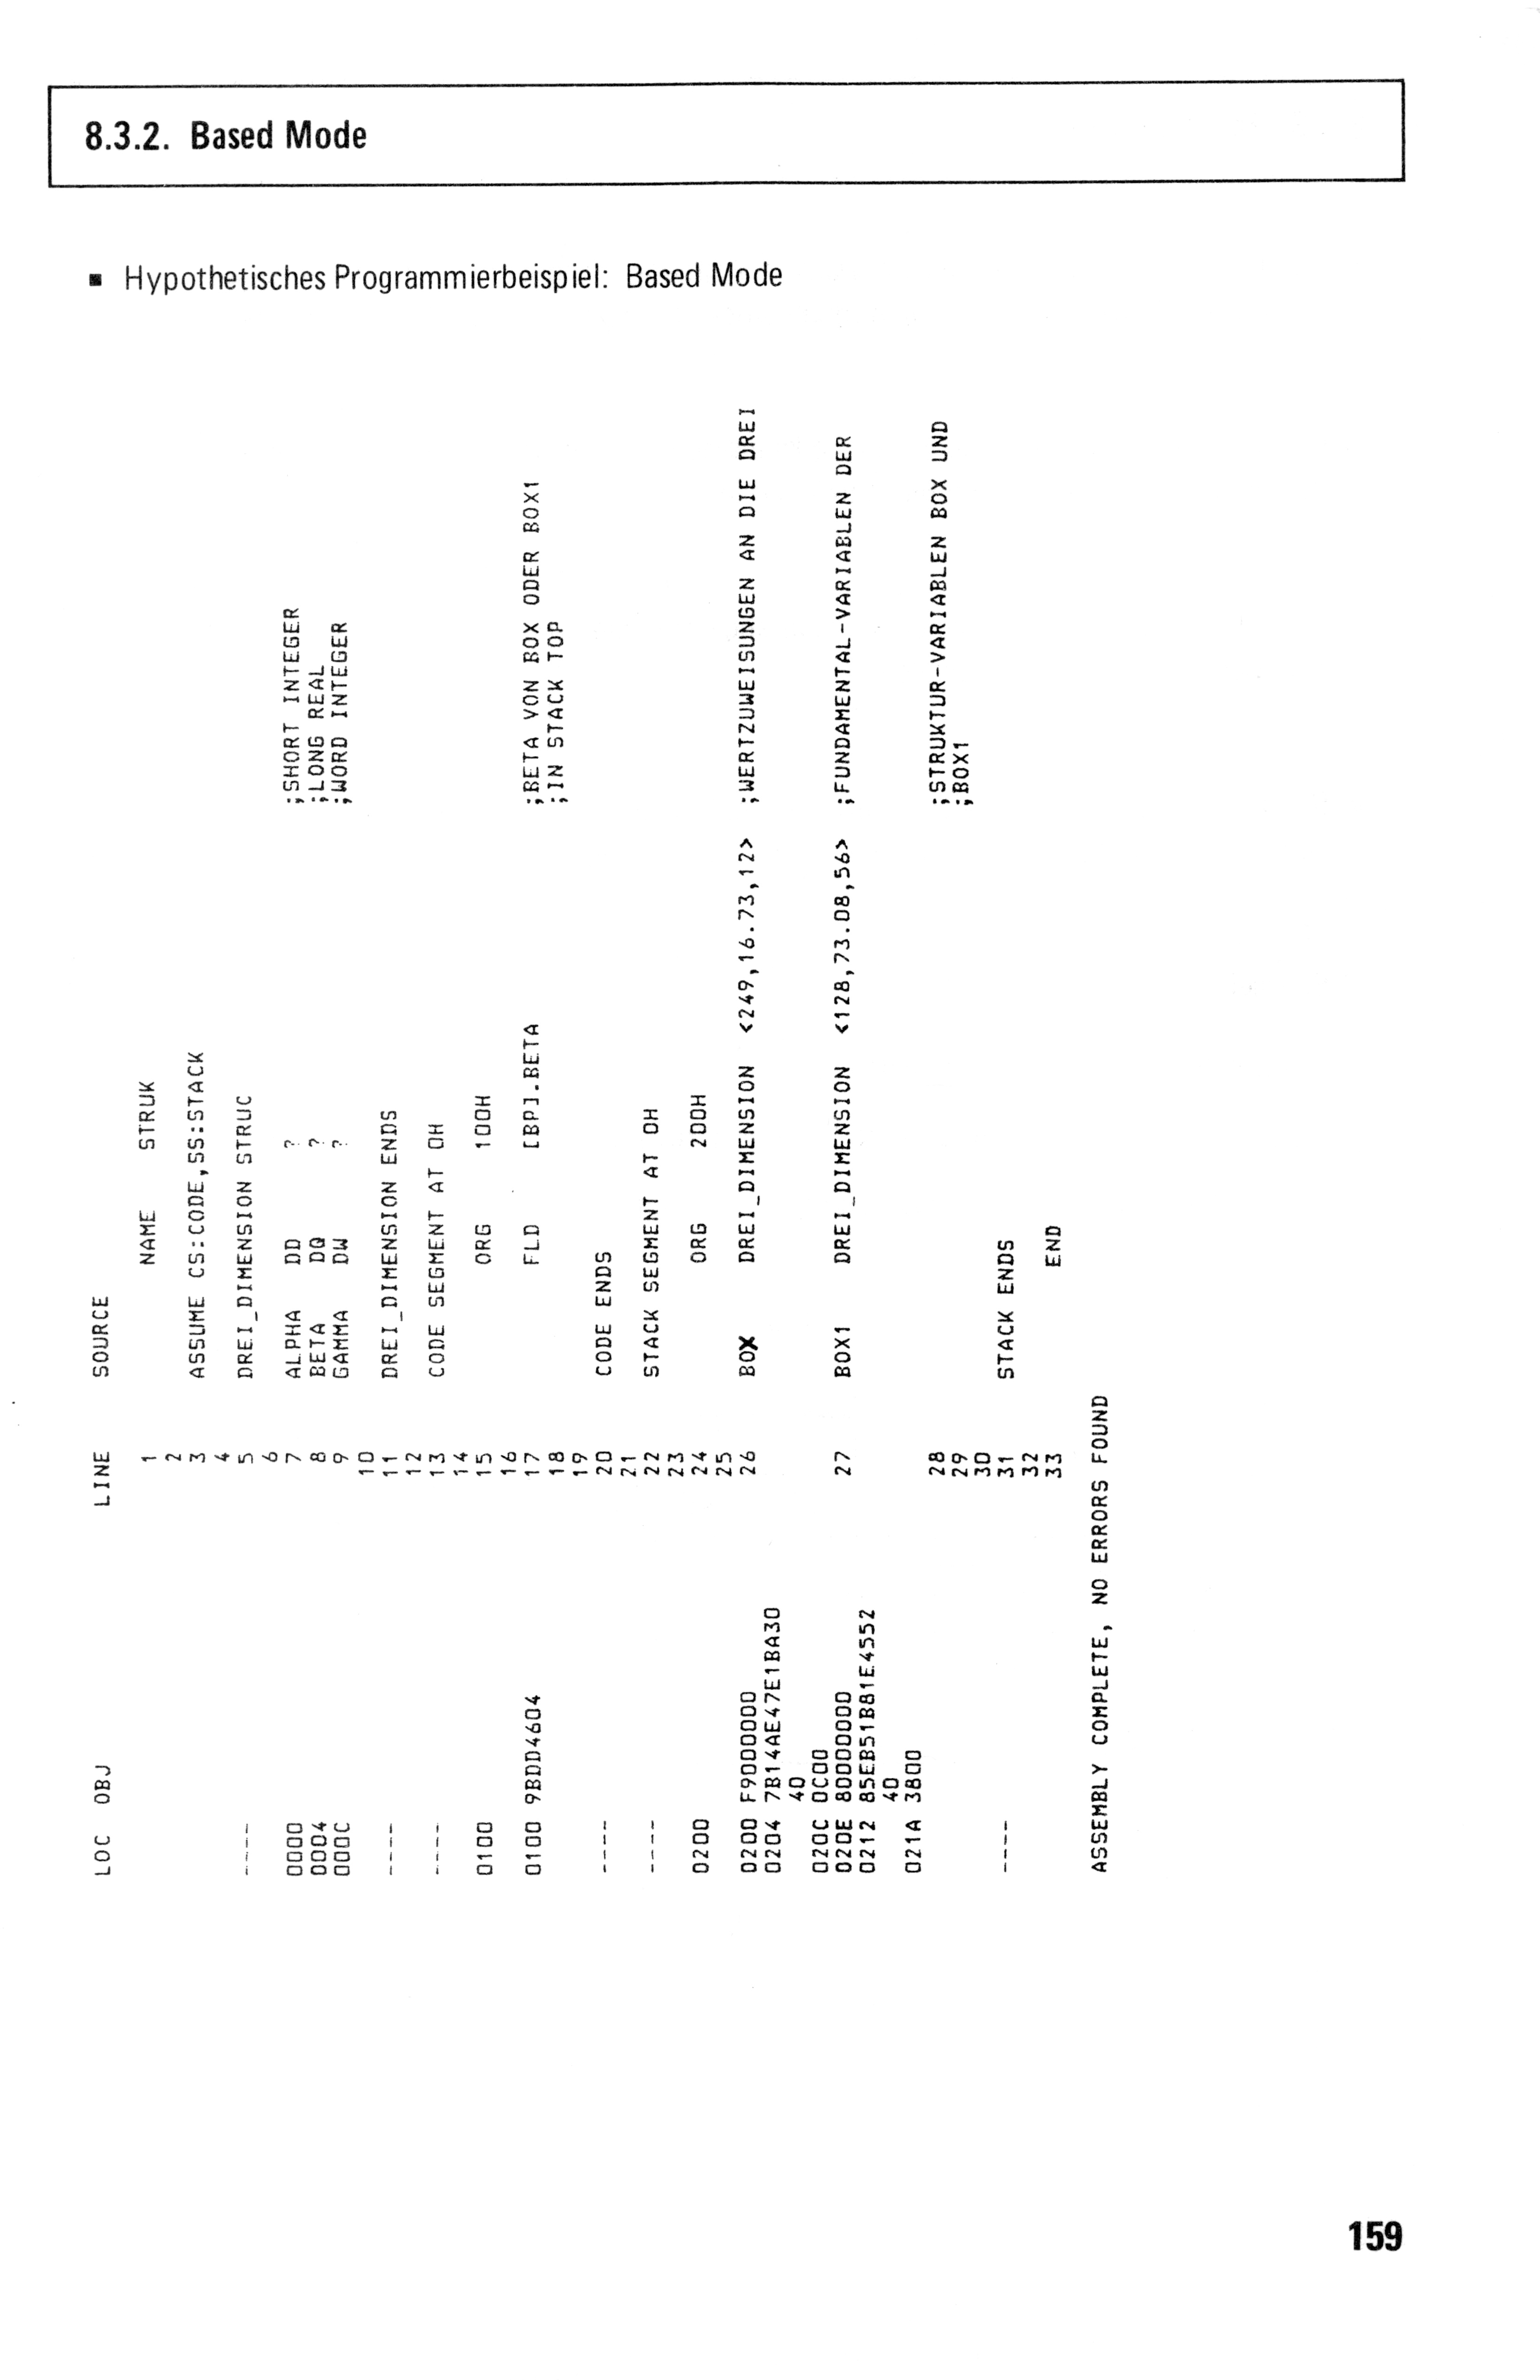 8.3.2. Based Mode
▪ Hypothetisches Programmierbeispiel: Based Mode
LOC  OBJ                  LINE    SOURCE
                             1            NAME    STRUK
                             2
                             3    ASSUME CS:CODE,SS:STACK
                             4
----                         5    DREI_DIMENSION STRUC
                             6
0000                         7    ALPHA   DD      ?                       ;SHORT INTEGER
0004                         8    BETA    DQ      ?                       ;LONG REAL
000C                         9    GAMMA   DW      ?                       ;WORD INTEGER
                            10
----                        11    DREI_DIMENSION ENDS
                            12
----                        13    CODE SEGMENT AT 0H
                            14
0100                        15            ORG     100H
                            16
0100 9BDD4604               17            FLD     [BP].BETA               ;BETA VON BOX ODER BOX1
                            18                                            ;IN STACK TOP
                            19
----                        20    CODE ENDS
                            21
----                        22    STACK SEGMENT AT 0H
                            23
0200                        24            ORG     200H
                            25
0200 F9000000               26    BOX     DREI_DIMENSION  <249,16.73,12>  ;WERTZUWEISUNGEN AN DIE DREI
0204 7B14AE47E1BA30
     40
020C 0C00
020E 80000000               27    BOX1    DREI_DIMENSION  <128,73.08,56>  ;FUNDAMENTAL-VARIABLEN DER
0212 85EB51B81E4552
     40
021A 3800
                            28                                            ;STRUKTUR-VARIABLEN BOX UND
                            29                                            ;BOX1
                            30
----                        31    STACK ENDS
                            32
                            33            END
ASSEMBLY COMPLETE, NO ERRORS FOUND
159